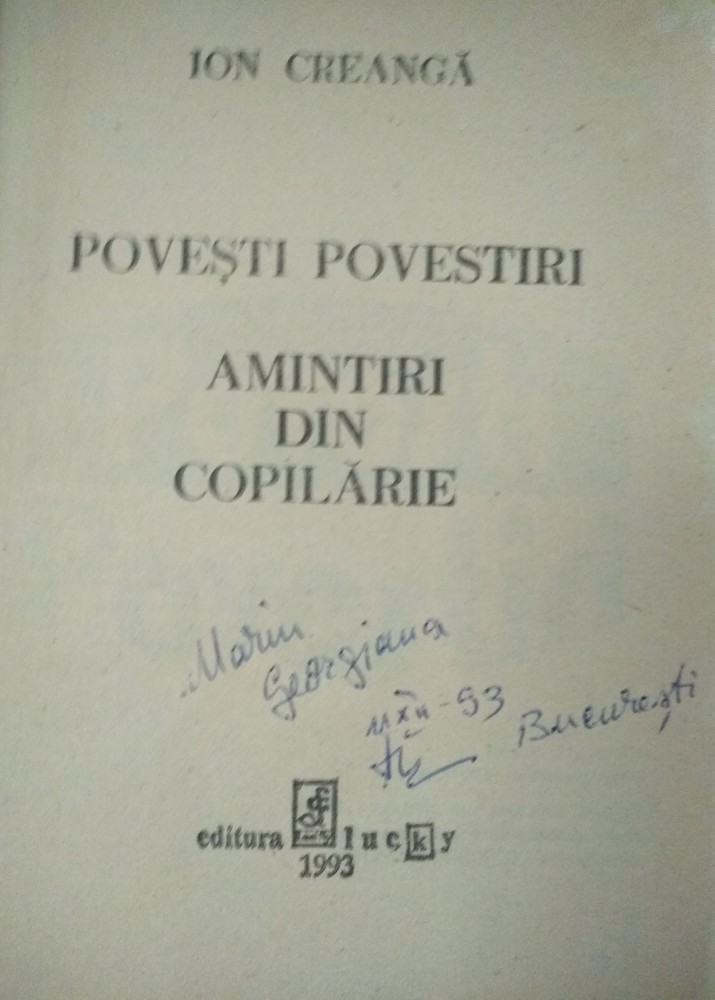 ION CREANGĂ
POVEȘTI POVESTIRI
AMINTIRI
DIN
COPILĂRIE
Marin
Georgiana
93
București
editura lucky
1993